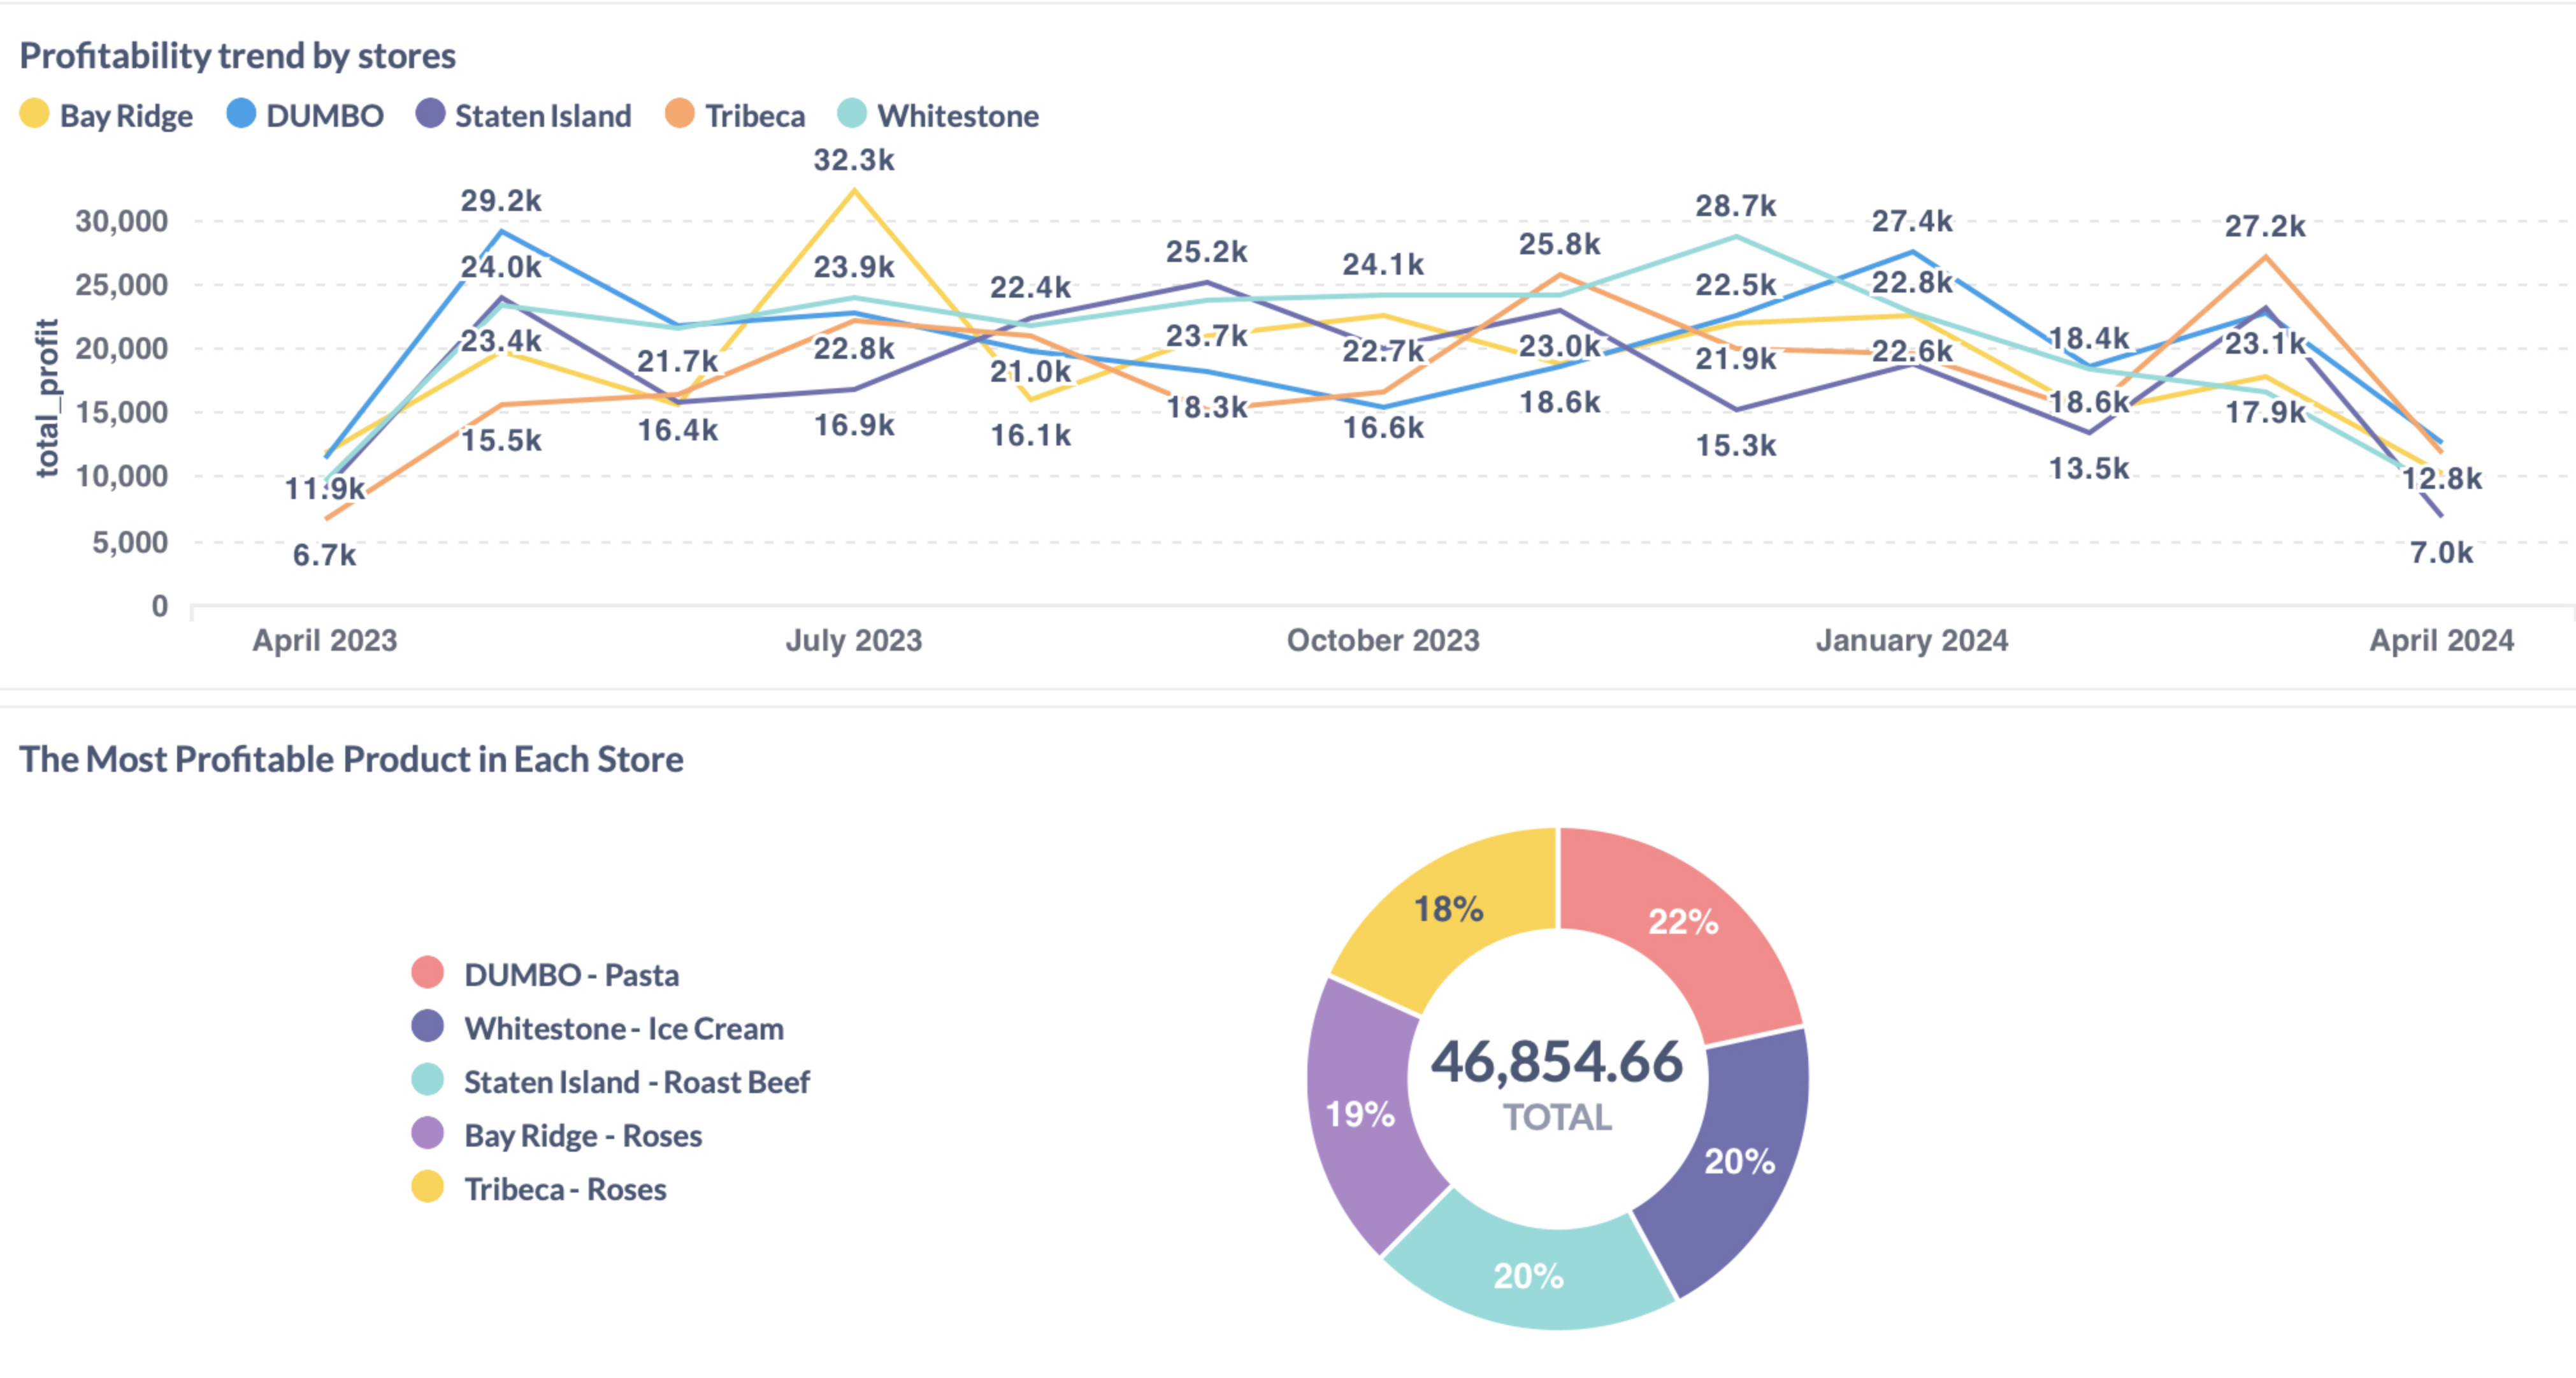 Profitability trend by stores
Bay Ridge DUMBO Staten Island Tribeca Whitestone
32.3k
29.2k 28.7k 27.4k 27.2k
30,000
24.0k 23.9k 22.4k 25.2k 24.1k 25.8k 22.5k 22.8k
25,000
23.4k 21.7k 22.8k 21.0k 23.7k 22.7k 23.0k 21.9k 22.6k 18.4k 23.1k
20,000
15.5k 16.4k 16.9k 16.1k 18.3k 16.6k 18.6k 15.3k 18.6k 17.9k
15,000
11.9k 13.5k 12.8k
10,000
6.7k 7.0k
5,000
0
total_profit
April 2023 July 2023 October 2023 January 2024 April 2024
The Most Profitable Product in Each Store
DUMBO - Pasta
Whitestone - Ice Cream
Staten Island - Roast Beef
Bay Ridge - Roses
Tribeca - Roses
18% 22%
46,854.66
TOTAL
19% 20%
20%